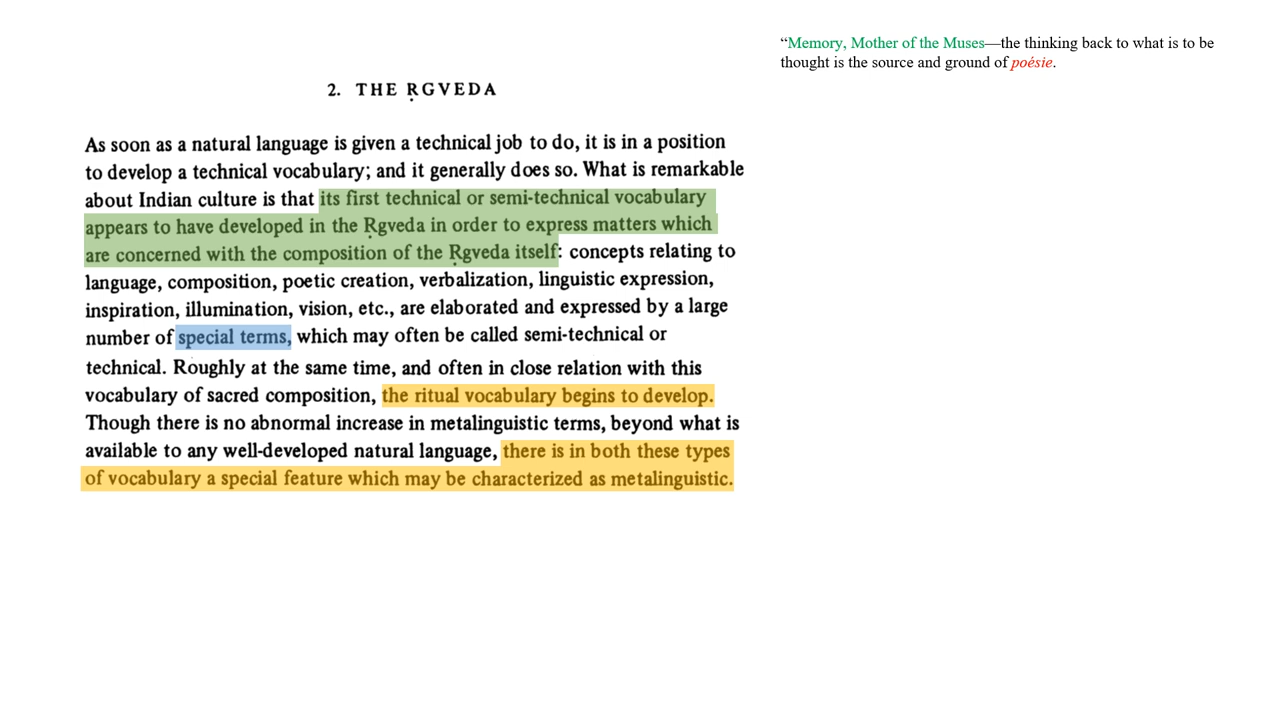 2. THE ṚGVEDA
As soon as a natural language is given a technical job to do, it is in a position
to develop a technical vocabulary; and it generally does so. What is remarkable
about Indian culture is that its first technical or semi-technical vocabulary
appears to have developed in the Ṛgveda in order to express matters which
are concerned with the composition of the Ṛgveda itself: concepts relating to
language, composition, poetic creation, verbalization, linguistic expression,
inspiration, illumination, vision, etc., are elaborated and expressed by a large
number of special terms, which may often be called semi-technical or
technical. Roughly at the same time, and often in close relation with this
vocabulary of sacred composition, the ritual vocabulary begins to develop.
Though there is no abnormal increase in metalinguistic terms, beyond what is
available to any well-developed natural language, there is in both these types
of vocabulary a special feature which may be characterized as metalinguistic.
“Memory, Mother of the Muses—the thinking back to what is to be
thought is the source and ground of poésie.